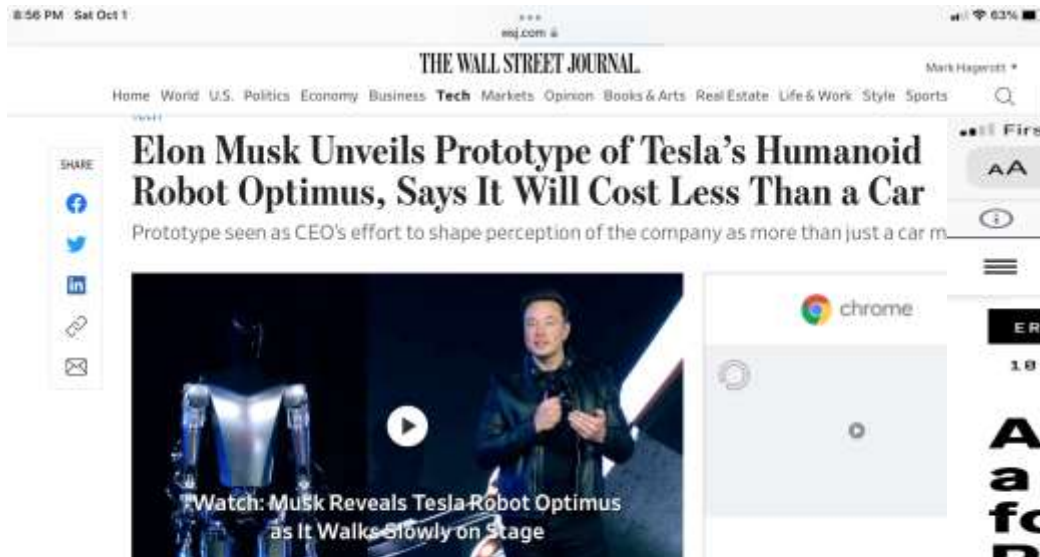 8:56 PM Sat Oct 1
63%
wsj.com
THE WALL STREET JOURNAL.
Mark Hagerott
Home World U.S. Politics Economy Business Tech Markets Opinion Books & Arts Real Estate Life & Work Style Sports
SHARE
Elon Musk Unveils Prototype of Tesla's Humanoid
Robot Optimus, Says It Will Cost Less Than a Car
Prototype seen as CEO's effort to shape perception of the company as more than just a car m
in
chrome
Watch: Musk Reveals Tesla Robot Optimus
as It Walks Slowly on Stage
Firs
AA
ER
10
A
a
fo